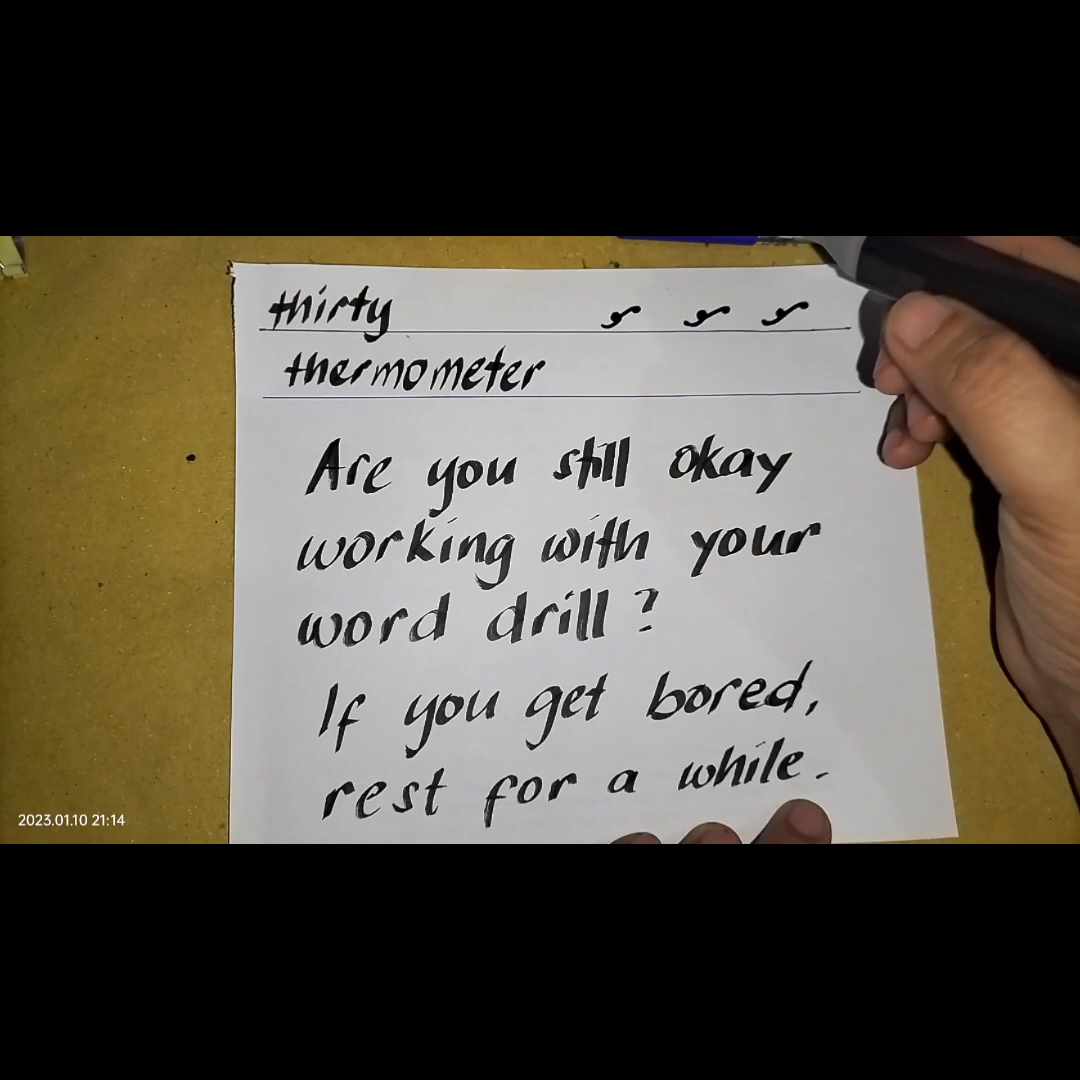 thirty
thermometer
Are you still okay
working with your
word drill?
If you get bored,
rest for a while.
2023.01.10 21:14